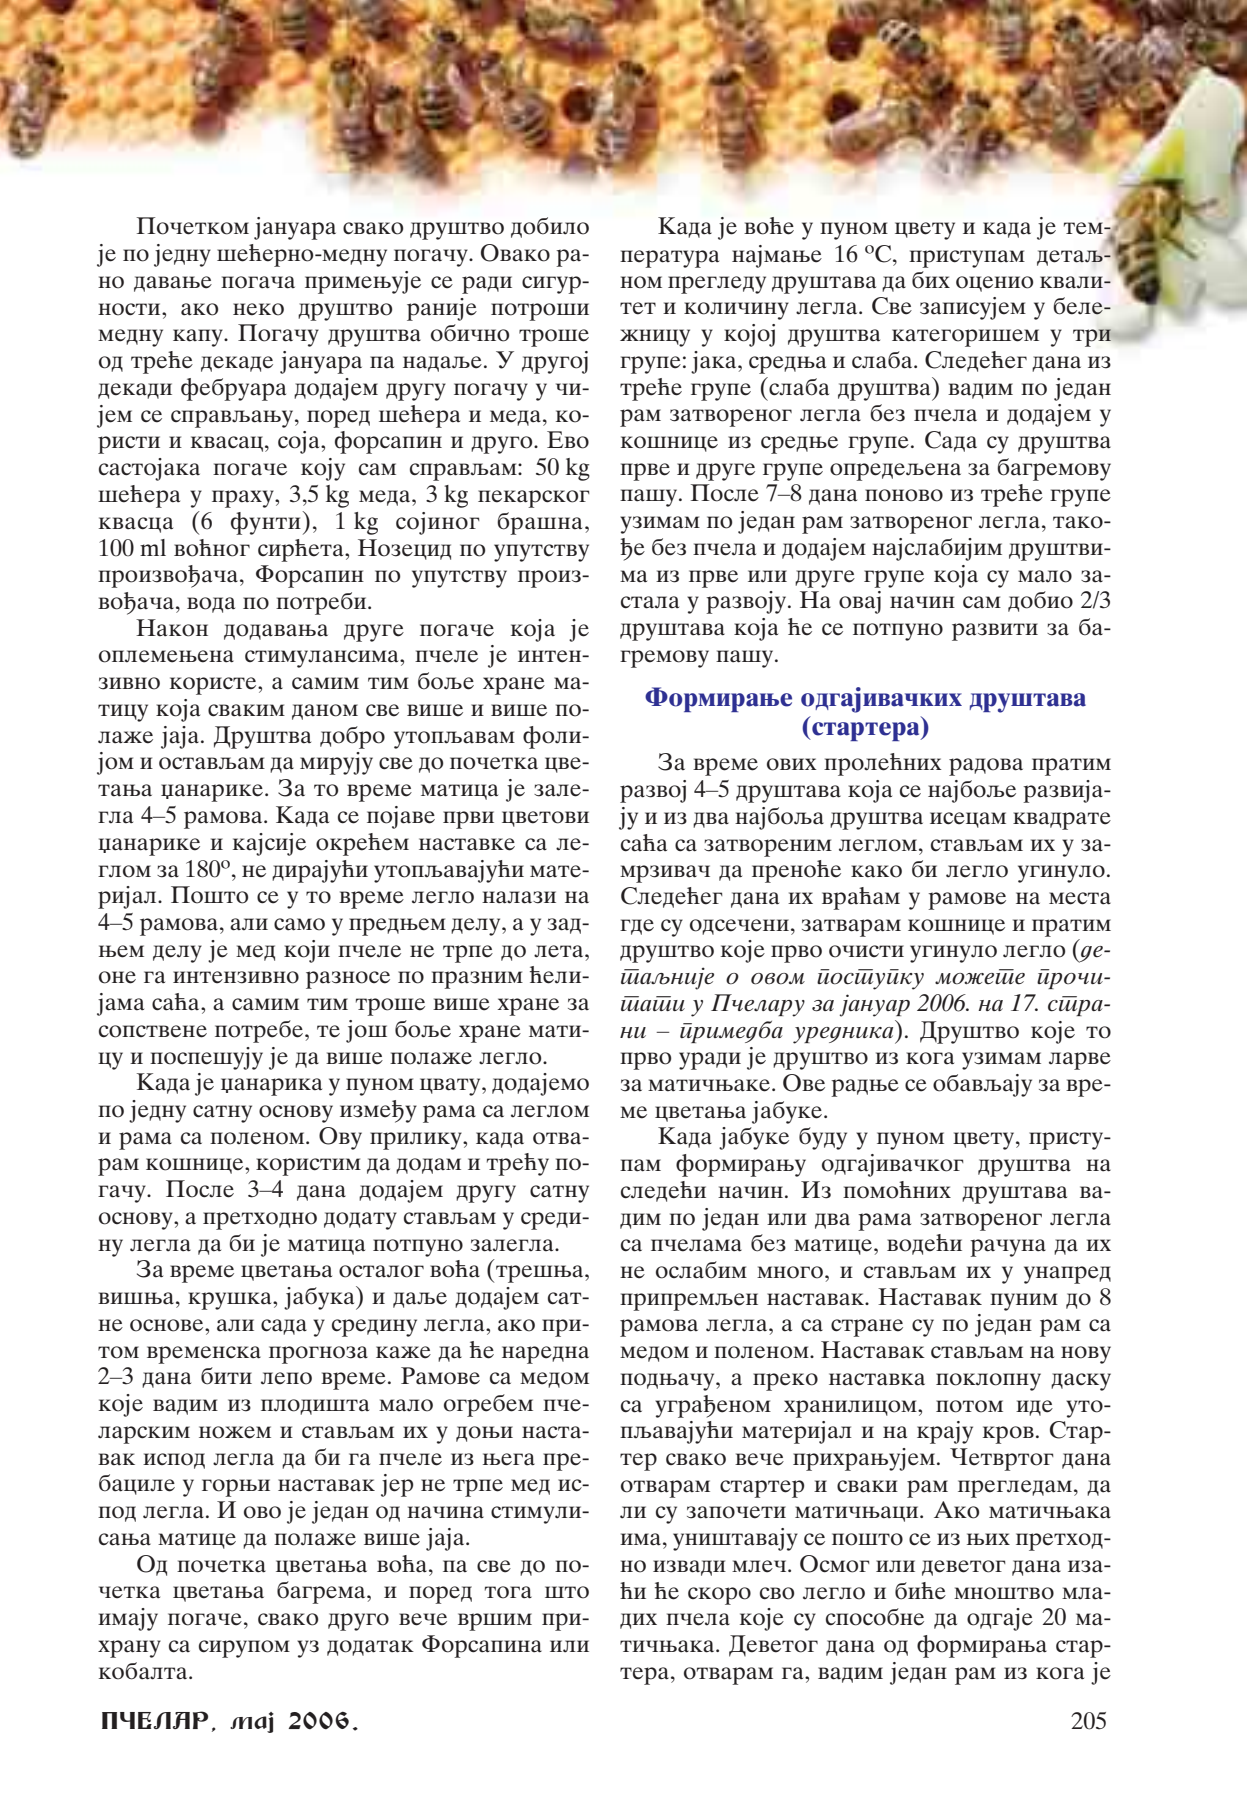 Почетком јануара свако друштво добило
је по једну шећерно-медну погачу. Овако ра-
но давање погача примењује се ради сигур-
ности, ако неко друштво раније потроши
медну капу. Погачу друштва обично троше
од треће декаде јануара па надаље. У другој
декади фебруара додајем другу погачу у чи-
јем се справљању, поред шећера и меда, ко-
ристи и квасац, соја, форсапин и друго. Ево
састојака погаче коју сам справљам: 50 kg
шећера у праху, 3,5 kg меда, 3 kg пекарског
квасца (6 фунти), 1 kg сојиног брашна,
100 ml воћног сирћета, Нозецид по упутству
произвођача, Форсапин по упутству произ-
вођача, вода по потреби.
Након додавања друге погаче која је
оплемењена стимулансима, пчеле је интен-
зивно користе, а самим тим боље хране ма-
тицу која сваким даном све више и више по-
лаже јаја. Друштва добро утопљавам фоли-
јом и остављам да мирују све до почетка цве-
тања џанарике. За то време матица је зале-
гла 4–5 рамова. Када се појаве први цветови
џанарике и кајсије окрећем наставке са ле-
глом за 180º, не дирајући утопљавајући мате-
ријал. Пошто се у то време легло налази на
4–5 рамова, али само у предњем делу, а у зад-
њем делу је мед који пчеле не трпе до лета,
оне га интензивно разносе по празним ћели-
јама саћа, а самим тим троше више хране за
сопствене потребе, те још боље хране мати-
цу и поспешују је да више полаже легло.
Када је џанарика у пуном цвату, додајемо
по једну сатну основу између рама са леглом
и рама са поленом. Ову прилику, када отва-
рам кошнице, користим да додам и трећу по-
гачу. После 3–4 дана додајем другу сатну
основу, а претходно додату стављам у среди-
ну легла да би је матица потпуно залегла.
За време цветања осталог воћа (трешња,
вишња, крушка, јабука) и даље додајем сат-
не основе, али сада у средину легла, ако при-
том временска прогноза каже да ће наредна
2–3 дана бити лепо време. Рамове са медом
које вадим из плодишта мало огребем пче-
ларским ножем и стављам их у доњи наста-
вак испод легла да би га пчеле из њега пре-
бациле у горњи наставак јер не трпе мед ис-
под легла. И ово је један од начина стимули-
сања матице да полаже више јаја.
Од почетка цветања воћа, па све до по-
четка цветања багрема, и поред тога што
имају погаче, свако друго вече вршим при-
храну са сирупом уз додатак Форсапина или
кобалта.
Када је воће у пуном цвету и када је тем-
пература најмање 16 ºC, приступам детаљ-
ном прегледу друштава да бих оценио квали-
тет и количину легла. Све записујем у беле-
жницу у којој друштва категоришем у три
групе: јака, средња и слаба. Следећег дана из
треће групе (слаба друштва) вадим по један
рам затвореног легла без пчела и додајем у
кошнице из средње групе. Сада су друштва
прве и друге групе опредељена за багремову
пашу. После 7–8 дана поново из треће групе
узимам по један рам затвореног легла, тако-
ђе без пчела и додајем најслабијим друштви-
ма из прве или друге групе која су мало за-
стала у развоју. На овај начин сам добио 2/3
друштава која ће се потпуно развити за ба-
гремову пашу.
Формирање одгајивачких друштава
(стартера)
За време ових пролећних радова пратим
развој 4–5 друштава која се најбоље развија-
ју и из два најбоља друштва исецам квадрате
саћа са затвореним леглом, стављам их у за-
мрзивач да преноће како би легло угинуло.
Следећег дана их враћам у рамове на места
где су одсечени, затварам кошнице и пратим
друштво које прво очисти угинуло легло (де-
таљније о овом поступку можете прочи-
тати у Пчелару за јануар 2006. на 17. стра-
ни – примедба уредника). Друштво које то
прво уради је друштво из кога узимам ларве
за матичњаке. Ове радње се обављају за вре-
ме цветања јабуке.
Када јабуке буду у пуном цвету, присту-
пам формирању одгајивачког друштва на
следећи начин. Из помоћних друштава ва-
дим по један или два рама затвореног легла
са пчелама без матице, водећи рачуна да их
не ослабим много, и стављам их у унапред
припремљен наставак. Наставак пуним до 8
рамова легла, а са стране су по један рам са
медом и поленом. Наставак стављам на нову
подњачу, а преко наставка поклопну даску
са уграђеном хранилицом, потом иде уто-
пљавајући материјал и на крају кров. Стар-
тер свако вече прихрањујем. Четвртог дана
отварам стартер и сваки рам прегледам, да
ли су започети матичњаци. Ако матичњака
има, уништавају се пошто се из њих претход-
но извади млеч. Осмог или деветог дана иза-
ћи ће скоро сво легло и биће мноштво мла-
дих пчела које су способне да одгаје 20 ма-
тичњака. Деветог дана од формирања стар-
тера, отварам га, вадим један рам из кога је
ПЧЕЛАР, мај 2006.
205